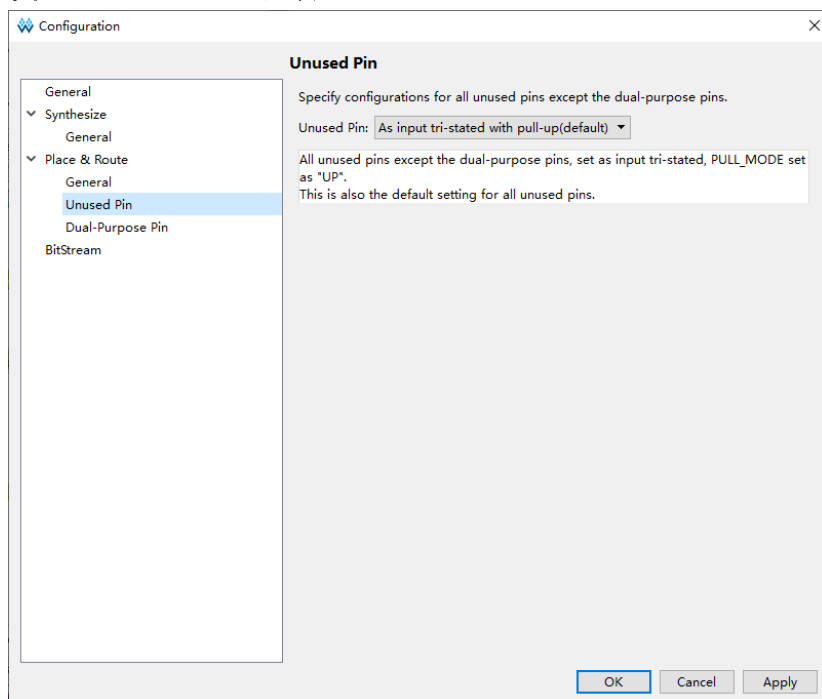 Configuration
Unused Pin
General
Synthesize
General
Place & Route
General
Unused Pin
Dual-Purpose Pin
BitStream
Specify configurations for all unused pins except the dual-purpose pins.
Unused Pin: As input tri-stated with pull-up(default)
All unused pins except the dual-purpose pins, set as input tri-stated, PULL_MODE set
as "UP".
This is also the default setting for all unused pins.
OK Cancel Apply